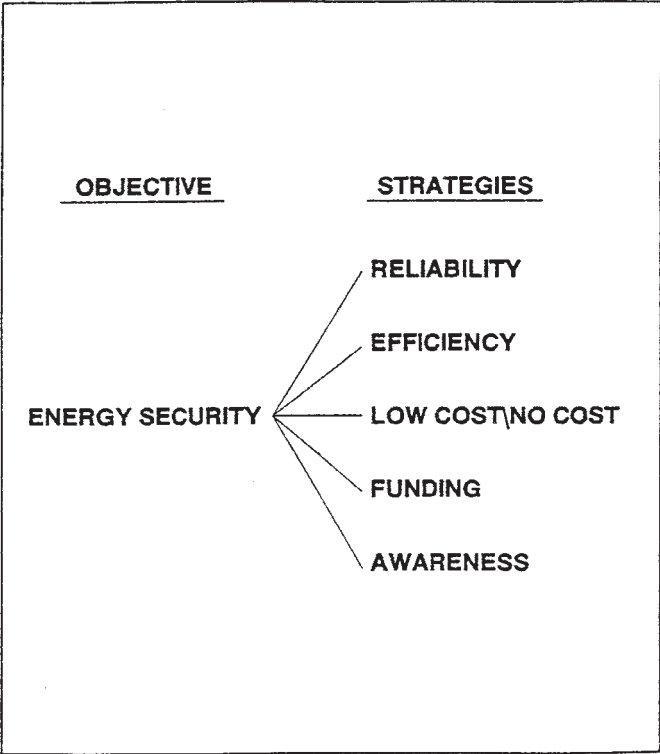 OBJECTIVE STRATEGIES
RELIABILITY
EFFICIENCY
ENERGY SECURITY LOW COST\NO COST
FUNDING
AWARENESS